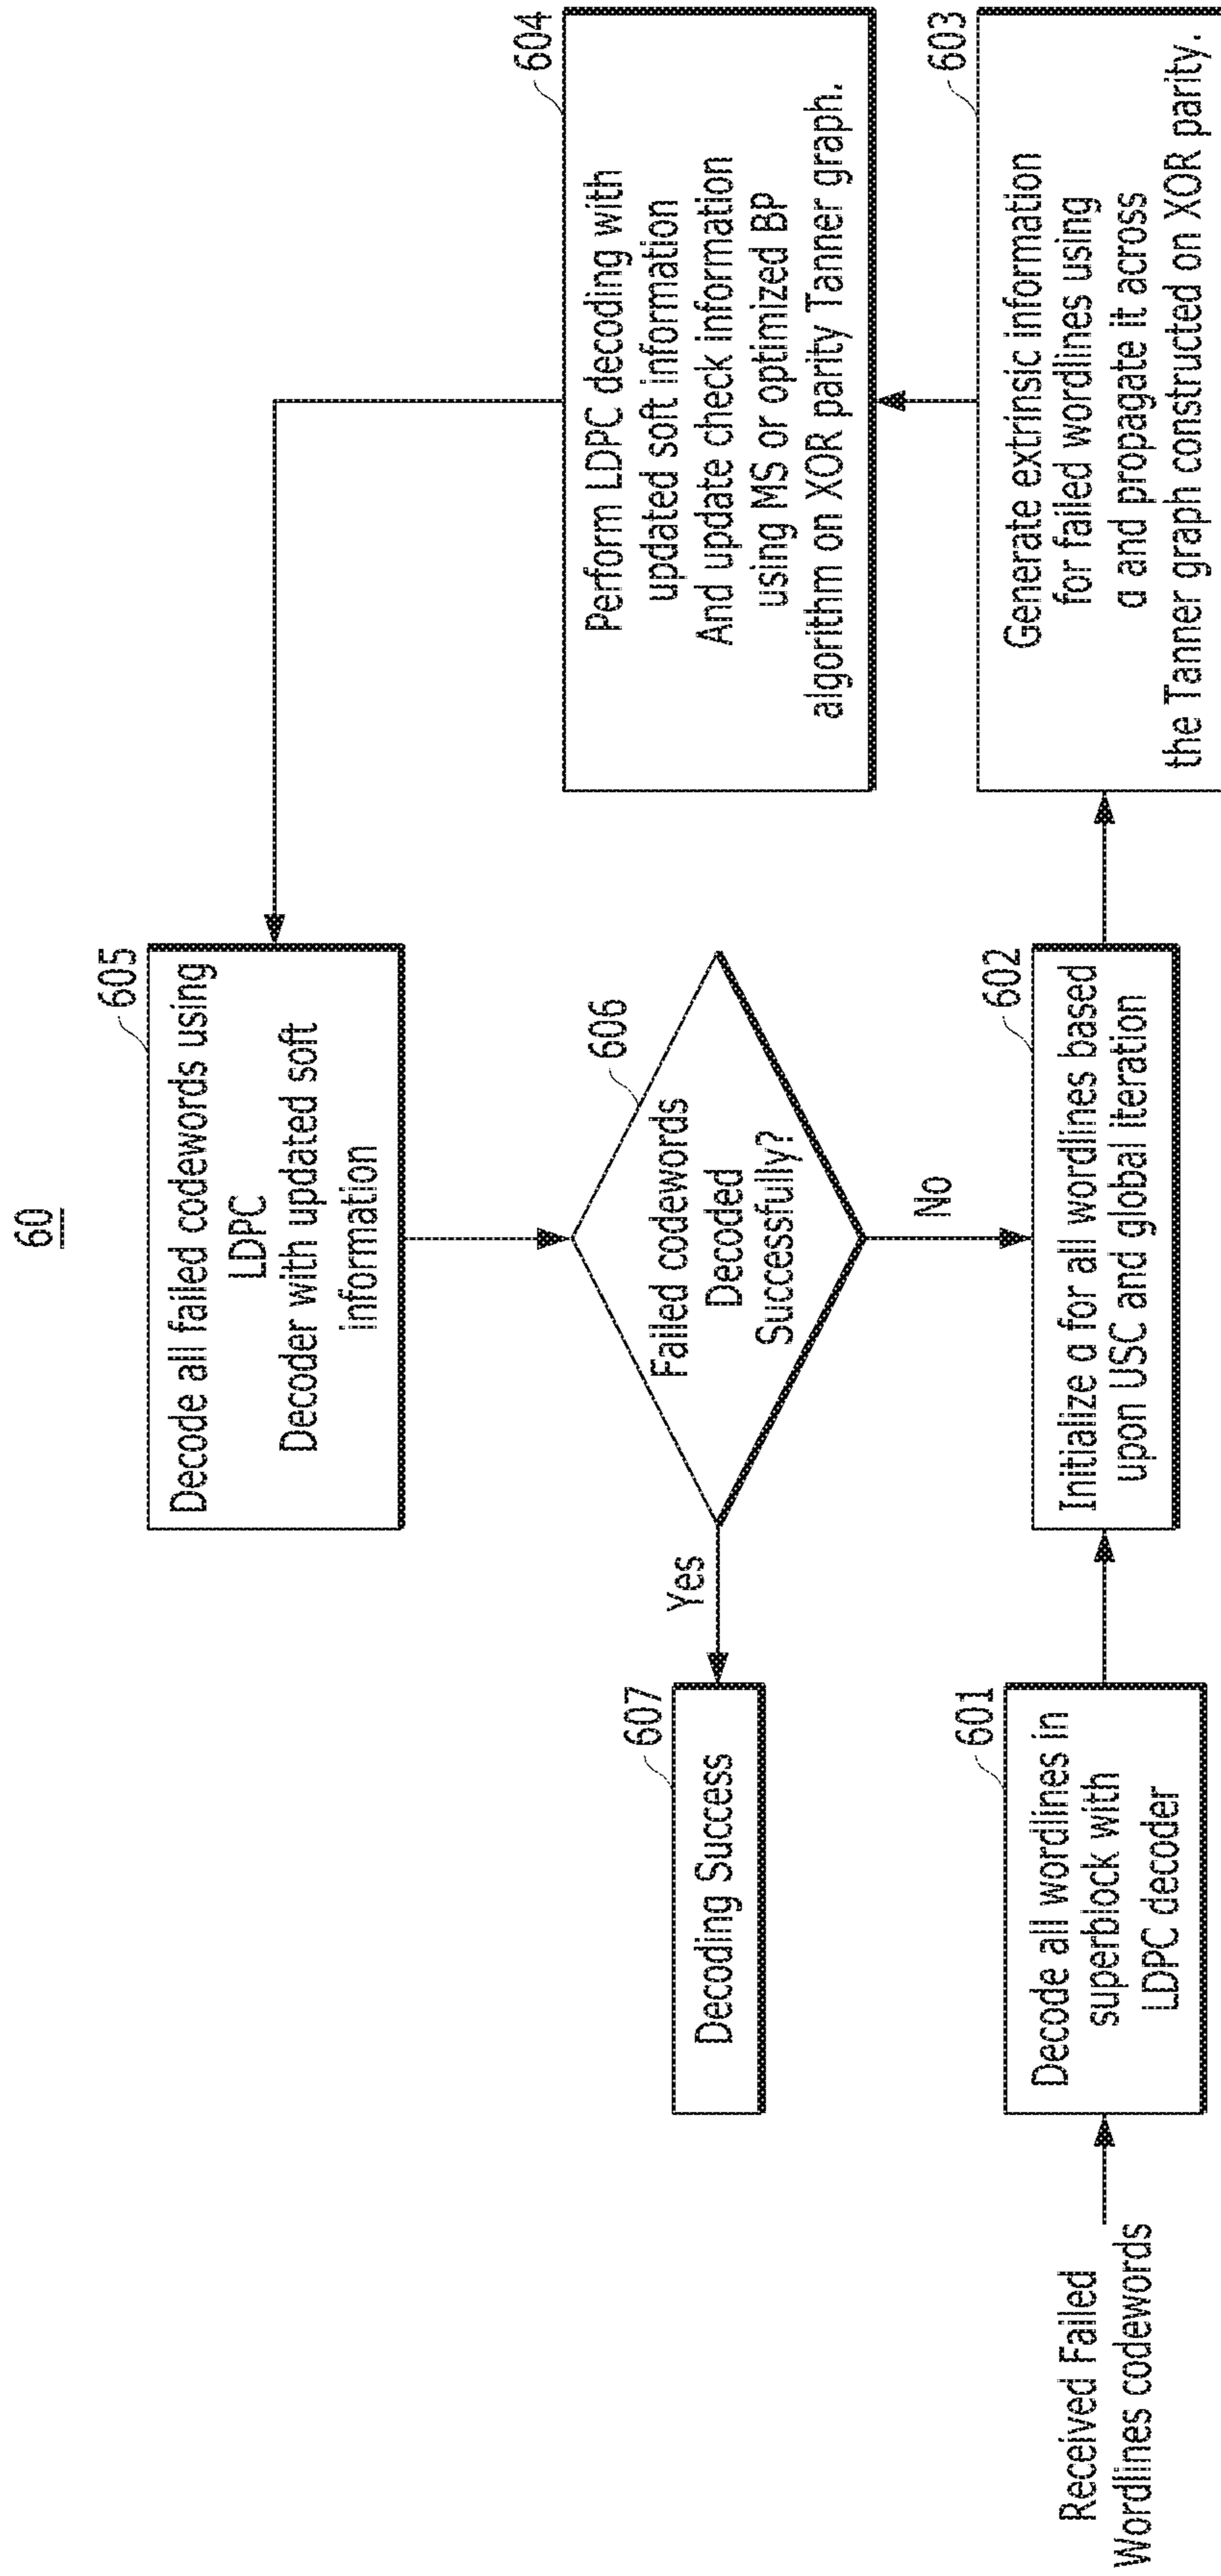 60
605
Decode all failed codewords using
LDPC
Decoder with updated soft
information
604
Perform LDPC decoding with
updated soft information
And update check information
using MS or optimized BP
algorithm on XOR parity Tanner graph.
606
Failed codewords
Decoded
Successfully?
Yes
No
607
Decoding Success
Received Failed
Wordlines codewords
601
Decode all wordlines in
superblock with
LDPC decoder
602
Initialize α for all wordlines based
upon USC and global iteration
603
Generate extrinsic information
for failed wordlines using
α and propagate it across
the Tanner graph constructed on XOR parity.